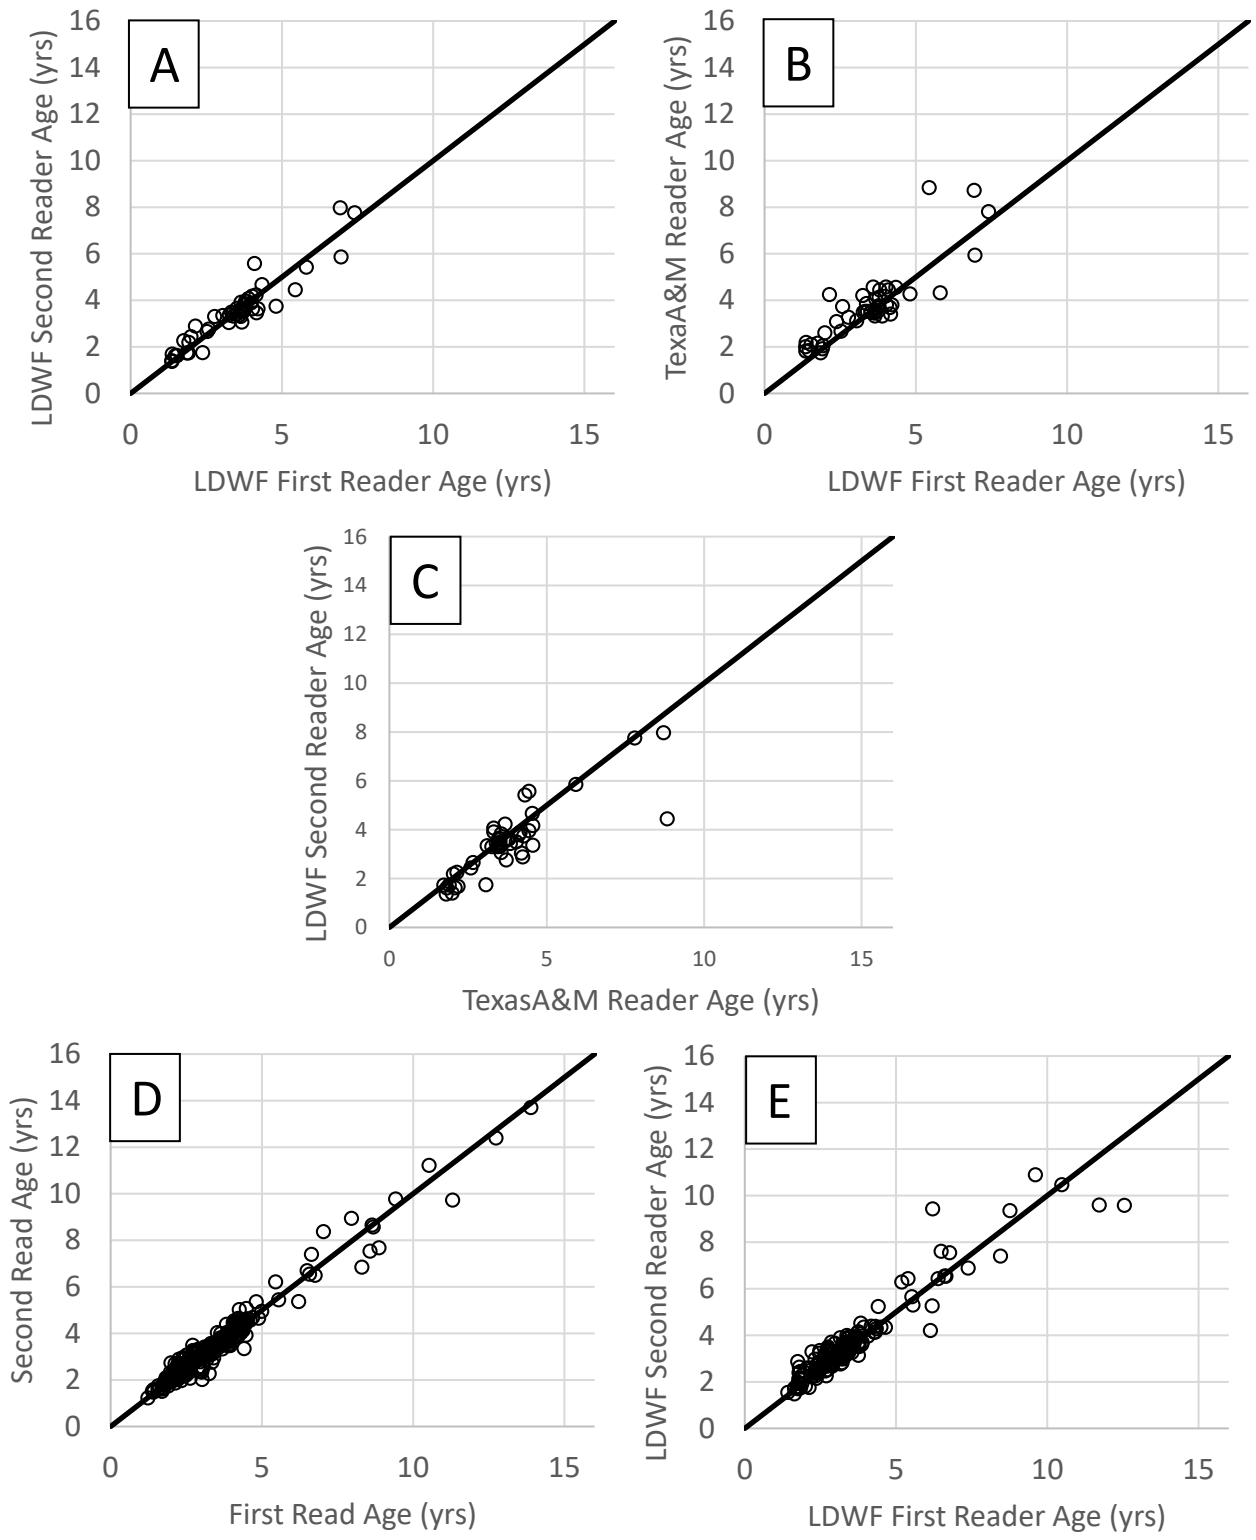 A
LDWF Second Reader Age (yrs)
16
14
12
10
8
6
4
2
0
0 5 10 15
LDWF First Reader Age (yrs)
B
TexaA&M Reader Age (yrs)
16
14
12
10
8
6
4
2
0
0 5 10 15
LDWF First Reader Age (yrs)
C
LDWF Second Reader Age (yrs)
16
14
12
10
8
6
4
2
0
0 5 10 15
TexasA&M Reader Age (yrs)
D
Second Read Age (yrs)
16
14
12
10
8
6
4
2
0
0 5 10 15
First Read Age (yrs)
E
LDWF Second Reader Age (yrs)
16
14
12
10
8
6
4
2
0
0 5 10 15
LDWF First Reader Age (yrs)